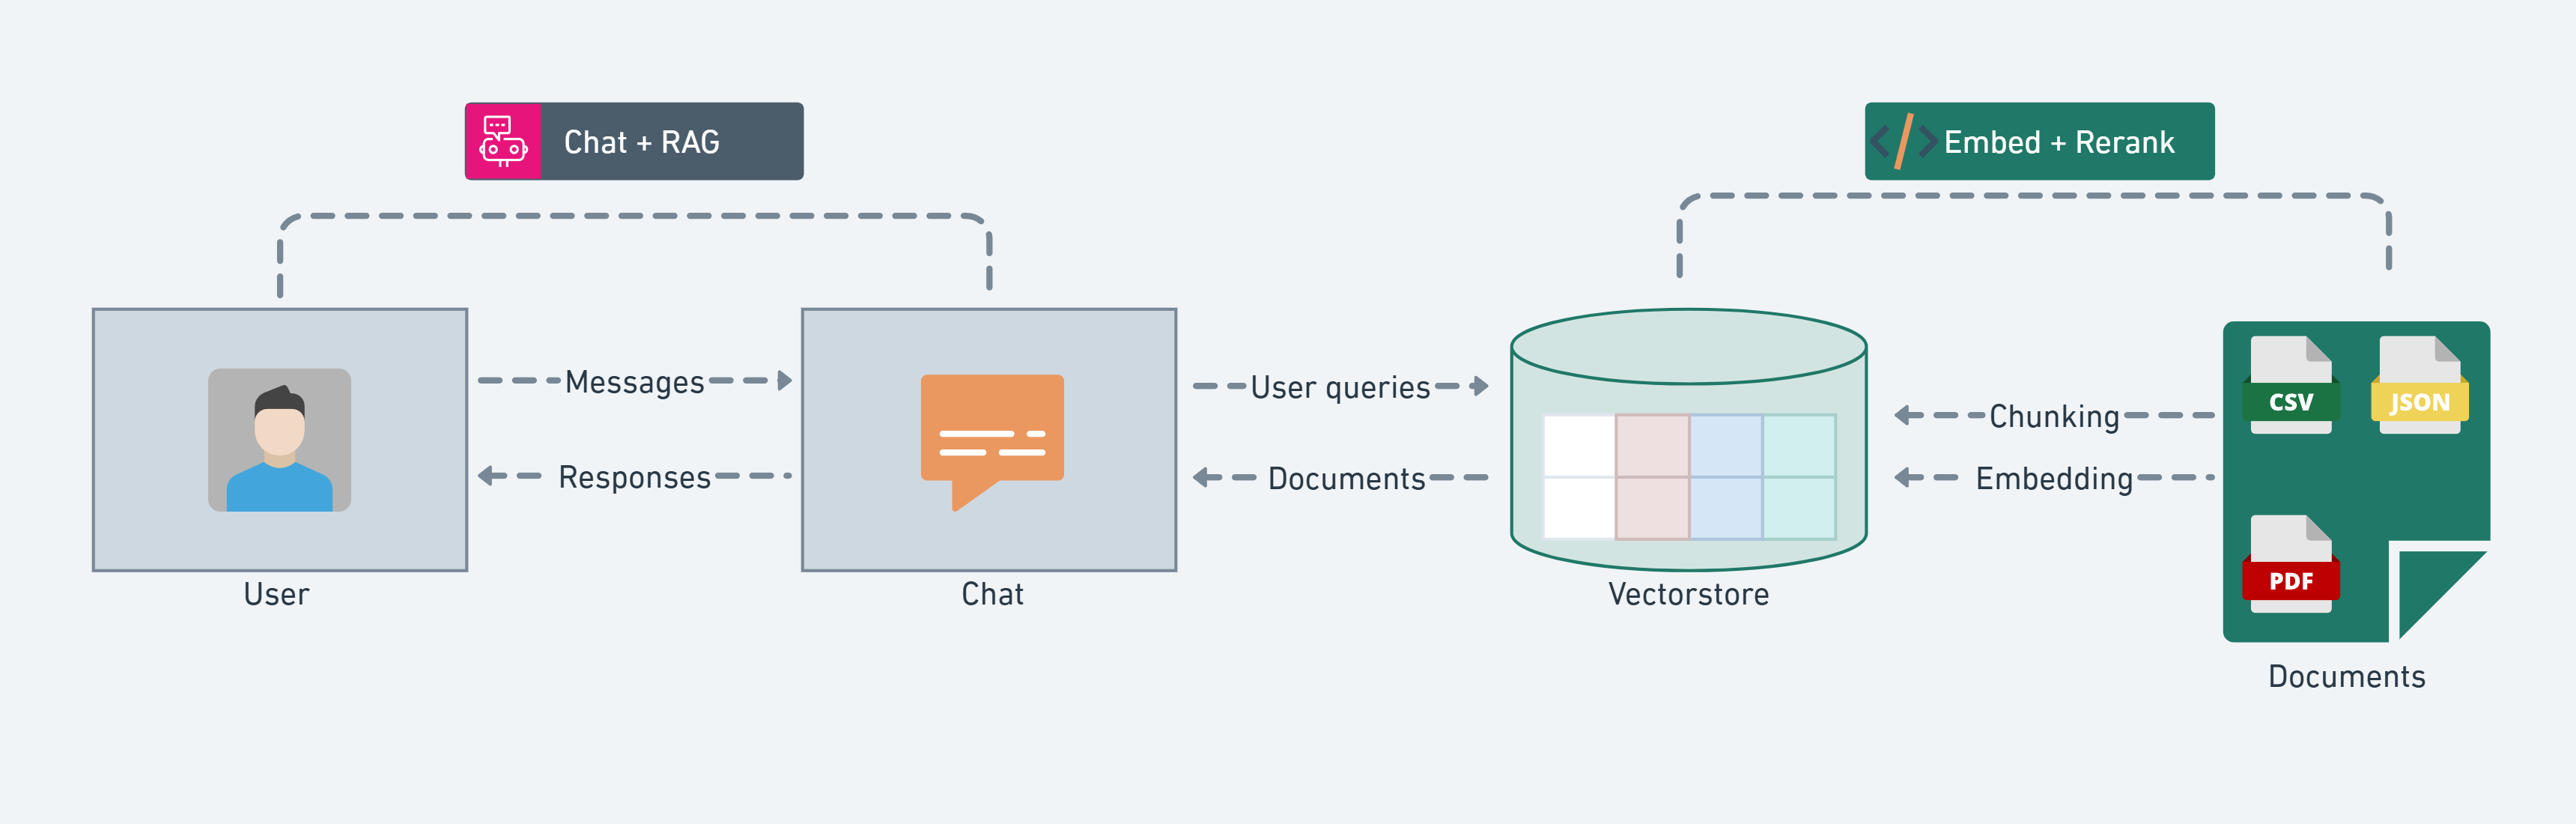 Chat + RAG
Embed + Rerank
Messages
Responses
User
Chat
User queries
Documents
Vectorstore
Chunking
Embedding
CSV
JSON
PDF
Documents